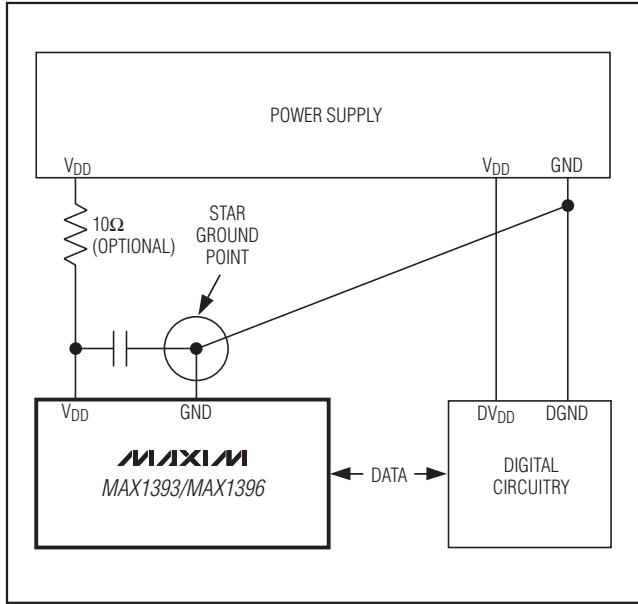 POWER SUPPLY
VDD
VDD
GND
10Ω
(OPTIONAL)
STAR
GROUND
POINT
VDD
GND
MAXIM
MAX1393/MAX1396
DATA
DVDD
DGND
DIGITAL
CIRCUITRY